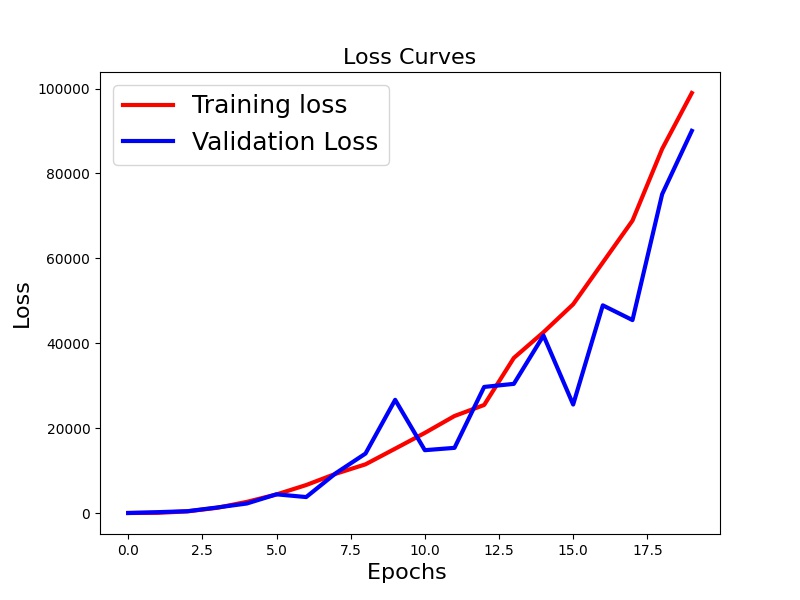 Loss Curves
Training loss
Validation Loss
100000
80000
60000
40000
20000
0
Loss
0.0 2.5 5.0 7.5 10.0 12.5 15.0 17.5
Epochs